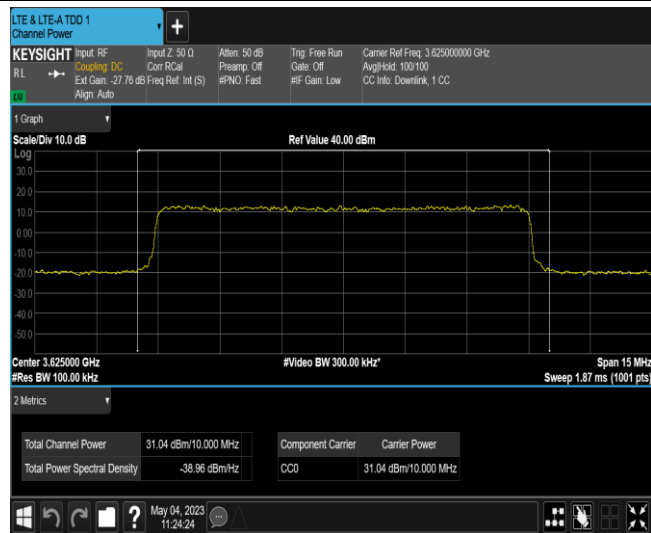 LTE & LTE-A TDD 1
Channel Power
KEYSIGHT
RL
Input: RF
Coupling: DC
Ext Gain: -27.76 dB
Align: Auto
Input Z: 50 Ω
Corr RCal
Freq Ref: Int (S)
Atten: 50 dB
Preamp: Off
#PNO: Fast
Trig: Free Run
Gate: Off
#IF Gain: Low
Carrier Ref Freq: 3.625000000 GHz
Avg|Hold: 100/100
CC Info: Downlink, 1 CC
1 Graph
Scale/Div 10.0 dB
Ref Value 40.00 dBm
Log
30.0
20.0
10.0
0.00
-10.0
-20.0
-30.0
-40.0
-50.0
Center 3.625000 GHz
#Video BW 300.00 kHz*
Span 15 MHz
#Res BW 100.00 kHz
Sweep 1.87 ms (1001 pts)
2 Metrics
Total Channel Power 31.04 dBm/10.000 MHz
Total Power Spectral Density -38.96 dBm/Hz
Component Carrier Carrier Power
CC0 31.04 dBm/10.000 MHz
?
May 04, 2023
11:24:24